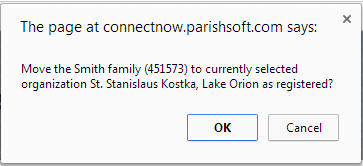 The page at connectnow.parishsoft.com says:
Move the Smith family (451573) to currently selected
organization St. Stanislaus Kostka, Lake Orion as registered?
OK
Cancel